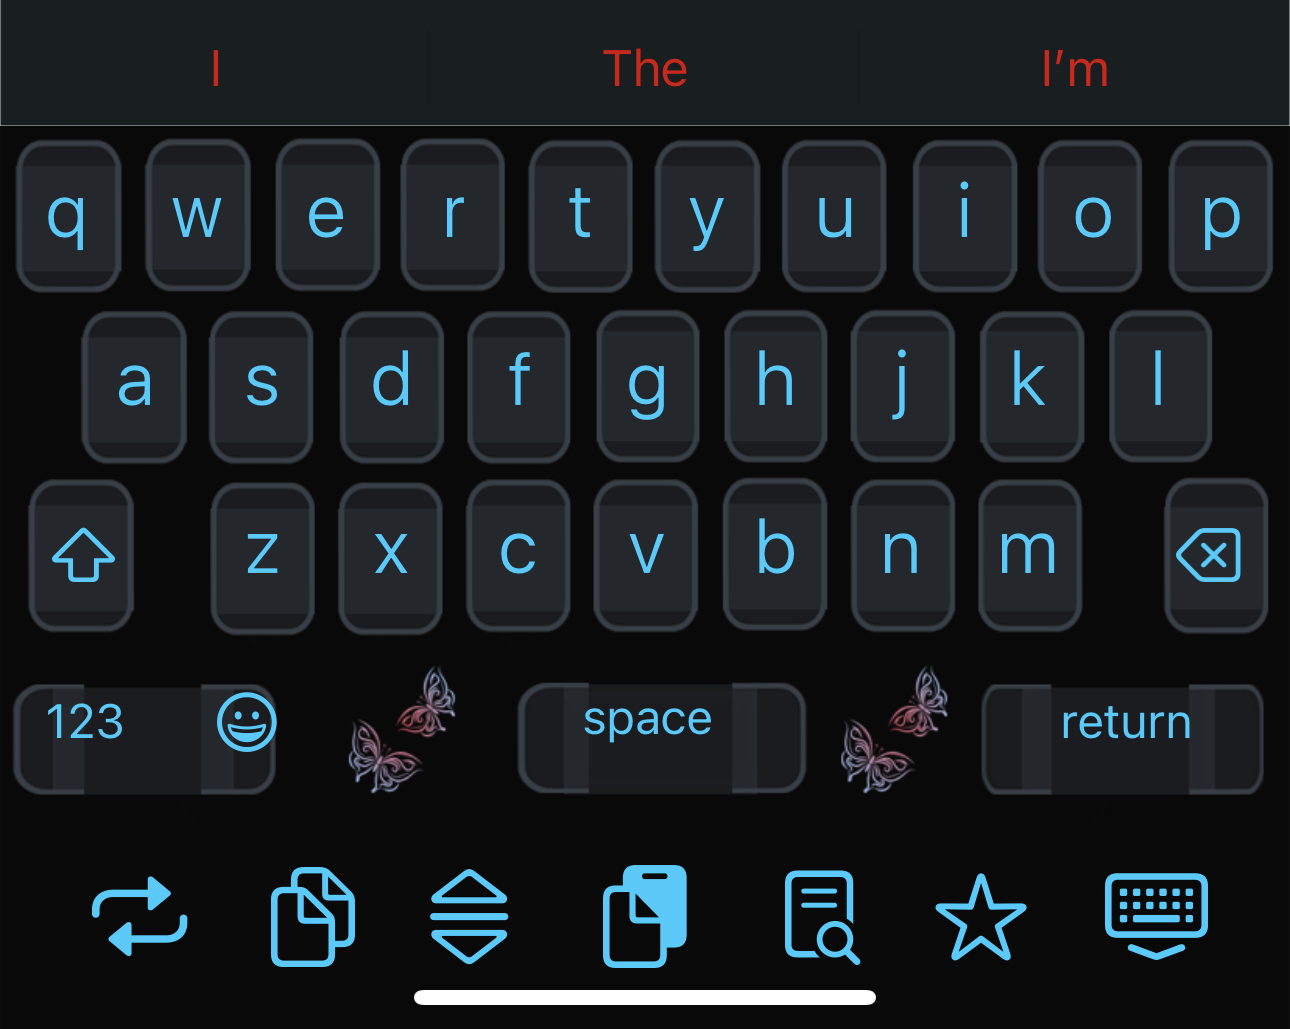 I The I’m
q w e r t y u i o p
a s d f g h j k l
z x c v b n m
123 space return